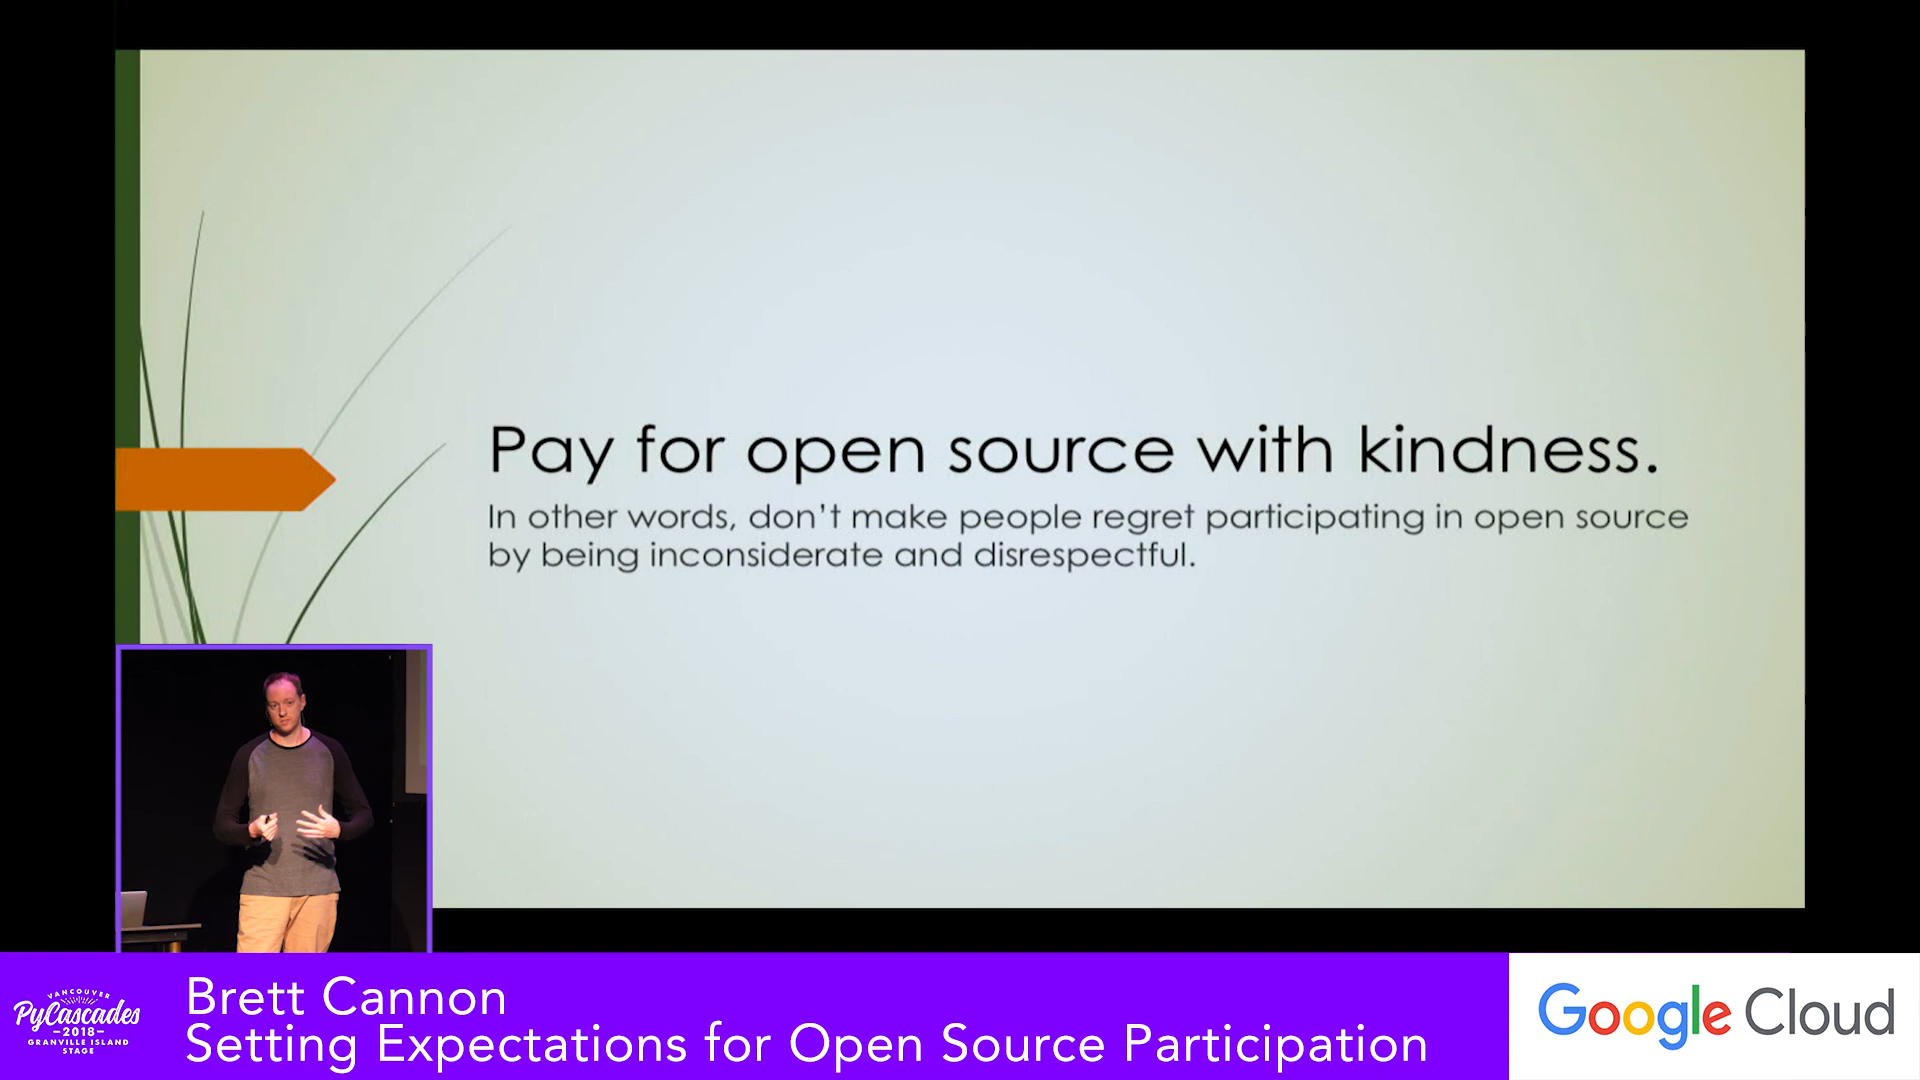 Pay for open source with kindness.
In other words, don’t make people regret participating in open source
by being inconsiderate and disrespectful.
VANCOUVER
PyCascades
–2018–
GRANVILLE ISLAND
STAGE
Brett Cannon
Setting Expectations for Open Source Participation
Google Cloud